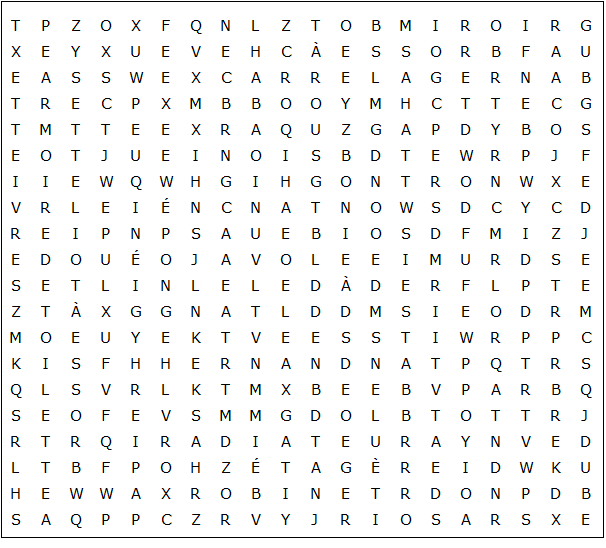 T P Z O X F Q N L Z T O B M I R O I R G
X E Y X U E V E H C À E S S O R B F A U
E A S S W E X C A R R E L A G E R N A B
T R E C P X M B B O O Y M H C T T E C G
T M T T E E X R A Q U Z G A P D Y B O S
E O T J U E I N O I S B D T E W R P J F
I I E W Q W H G I H G O N T R O N W X E
V R L E I É N C N A T N O W S D C Y C D
R E I P N P S A U E B I O S D F M I Z J
E D O U É O J A V O L E E I M U R D S E
S E T L I N L E L E D À D E R F L P T E
Z T À X G G N A T L D D M S I E O D R M
M O E U Y E K T V E E S S T I W R P P C
K I S F H H E R N A N D N A T P Q T R S
Q L S V R L K T M X B E E B V P A R B Q
S E O F E V S M M G D O L B T O T T R J
R T R Q I R A D I A T E U R A Y N V E D
L T B F P O H Z É T A G È R E I D W K U
H E W W A X R O B I N E T R D O N P D B
S A Q P P C Z R V Y J R I O S A R S X E